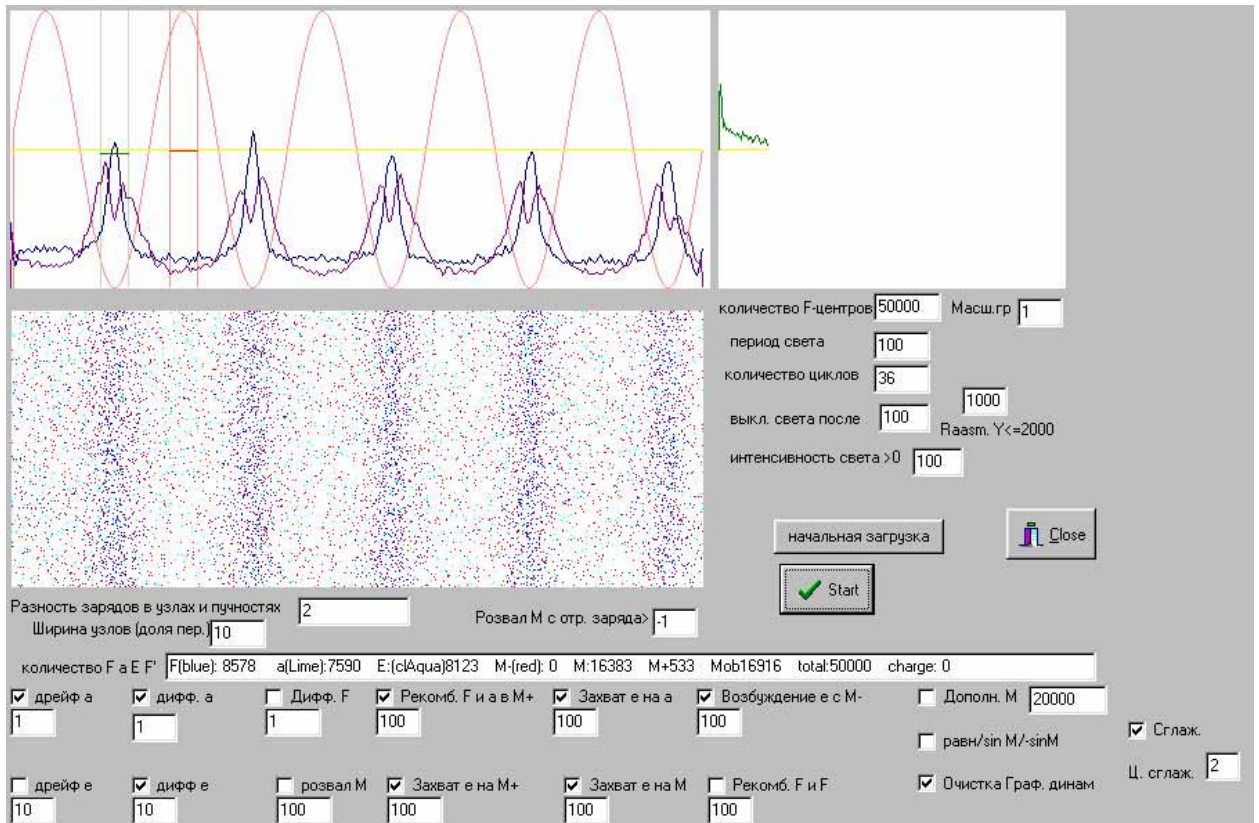 количество F-центров 50000 Масш.гр 1
период света 100
количество циклов 36
1000
выкл. света после 100
Raasm. Y<=2000
интенсивность света >0 100
начальная загрузка
Close
Start
Разность зарядов в узлах и пучностях 2
Розвал М с отр. заряда> -1
Ширина узлов (доля пер.) 10
количество F a E F' F(blue): 8578 a(Lime):7590 E:(clAqua)8123 M-(red): 0 M:16383 M+533 Mob16916 total:50000 charge: 0
дрейф а дифф. а Дифф. F Рекомб. F и а в М+ Захват е на а Возбуждение е с М- Дополн. М 20000
1 1 1 100 100 100
равн/sin M/-sinM
Сглаж.
дрейф е дифф е розвал М Захват е на М+ Захват е на М Рекомб. F и F Очистка Граф. динам
Ц. сглаж. 2
10 10 100 100 100 100